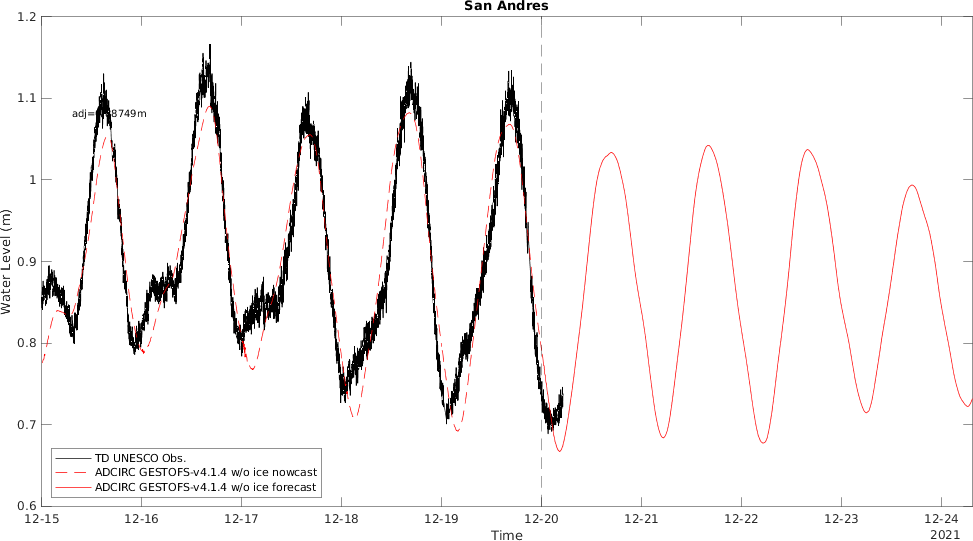 San Andres
1.2
1.1
1
0.9
0.8
0.7
0.6
Water Level (m)
TD UNESCO Obs.
ADCIRC GESTOFS-v4.1.4 w/o ice nowcast
ADCIRC GESTOFS-v4.1.4 w/o ice forecast
12-15 12-16 12-17 12-18 12-19 12-20 12-21 12-22 12-23 12-24
Time
2021